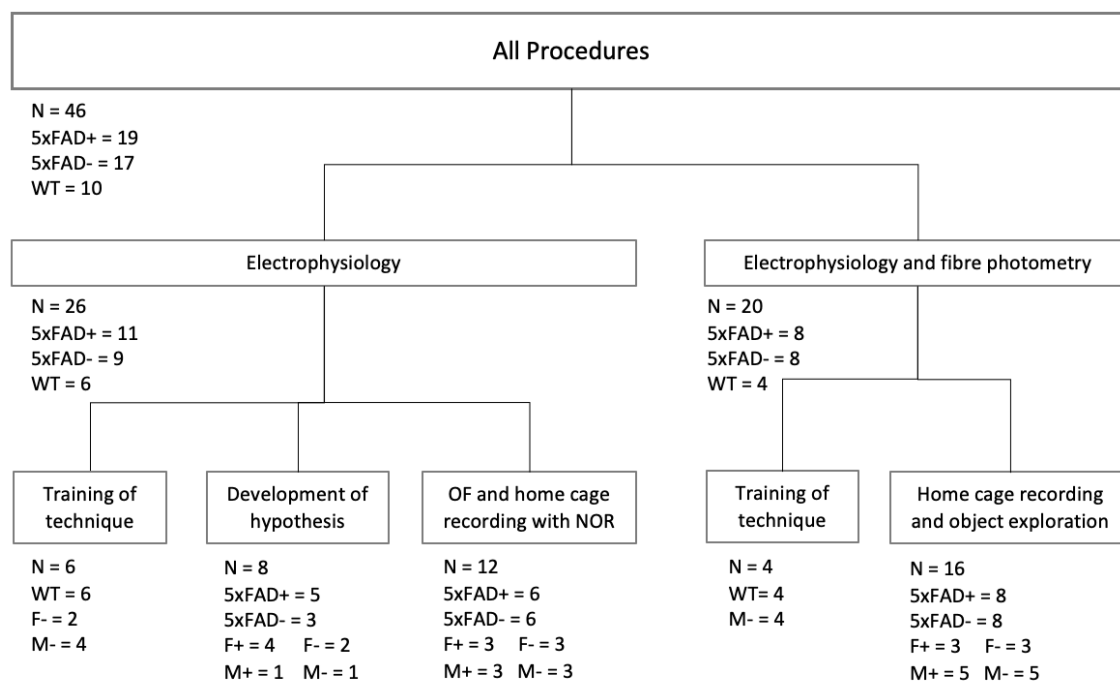 All Procedures
N = 46
5xFAD+ = 19
5xFAD- = 17
WT = 10
Electrophysiology
N = 26
5xFAD+ = 11
5xFAD- = 9
WT = 6
Electrophysiology and fibre photometry
N = 20
5xFAD+ = 8
5xFAD- = 8
WT = 4
Training of
technique
N = 6
WT = 6
F- = 2
M- = 4
Development of
hypothesis
N = 8
5xFAD+ = 5
5xFAD- = 3
F+ = 4 F- = 2
M+ = 1 M- = 1
OF and home cage
recording with NOR
N = 12
5xFAD+ = 6
5xFAD- = 6
F+ = 3 F- = 3
M+ = 3 M- = 3
Training of
technique
N = 4
WT= 4
M- = 4
Home cage recording
and object exploration
N = 16
5xFAD+ = 8
5xFAD- = 8
F+ = 3 F- = 3
M+ = 5 M- = 5